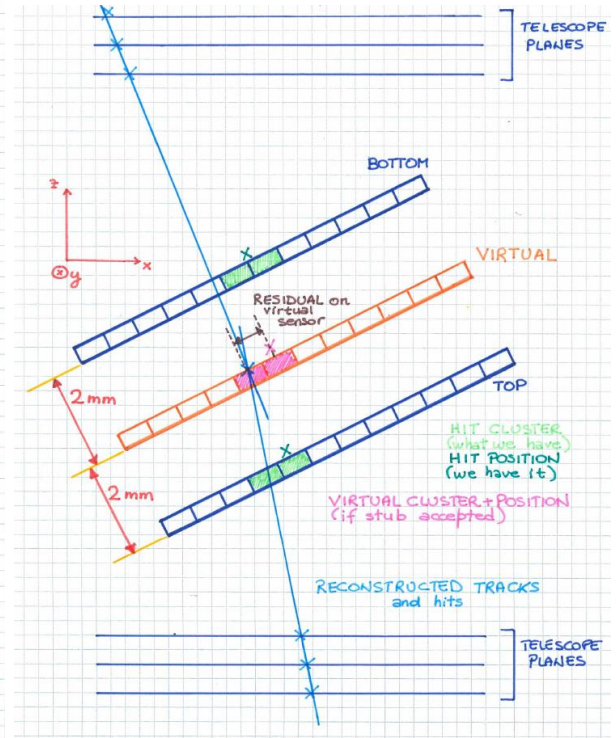 TELESCOPE
PLANES
BOTTOM
z
x
y
VIRTUAL
RESIDUAL on
virtual
sensor
2mm
TOP
2mm
HIT CLUSTER
(what we have)
HIT POSITION
(we have it)
VIRTUAL CLUSTER+POSITION
(if stub accepted)
RECONSTRUCTED TRACKS
and hits
TELESCOPE
PLANES